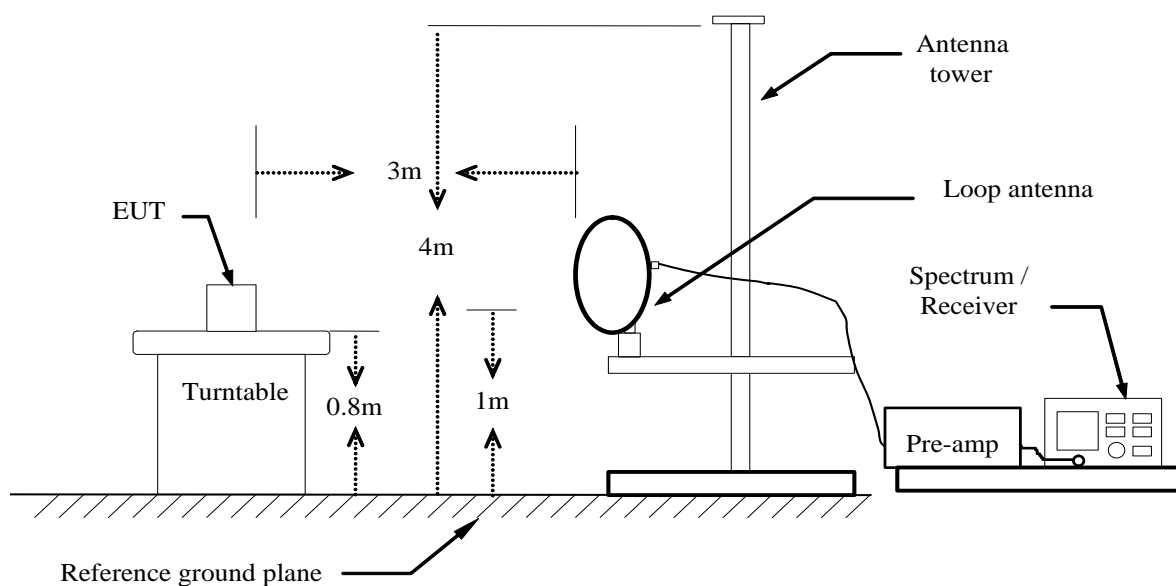 Antenna
tower
3m
Loop antenna
EUT
4m
Spectrum /
Receiver
Turntable
0.8m
1m
Pre-amp
Reference ground plane